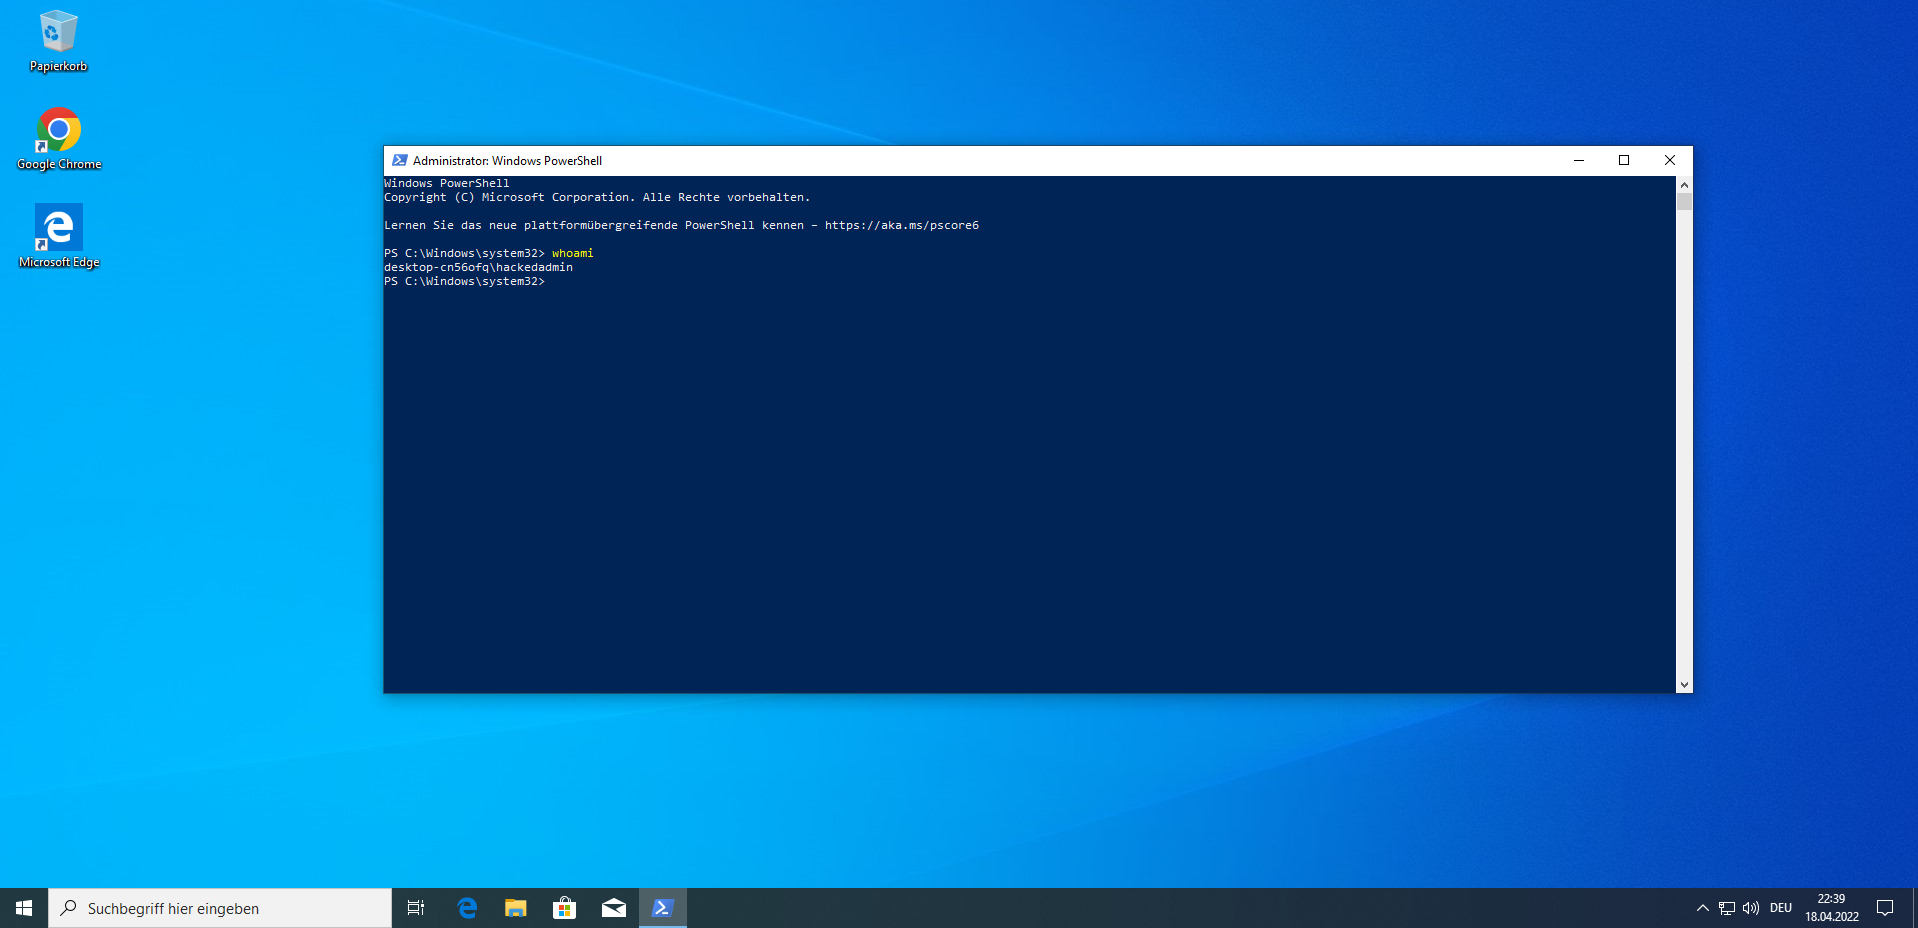 Papierkorb
Google Chrome
Microsoft Edge
Administrator: Windows PowerShell
Windows PowerShell
Copyright (C) Microsoft Corporation. Alle Rechte vorbehalten.
Lernen Sie das neue plattformübergreifende PowerShell kennen – https://aka.ms/pscore6
PS C:\Windows\system32> whoami
desktop-cn56ofq\hackedadmin
PS C:\Windows\system32>
Suchbegriff hier eingeben
DEU
22:39
18.04.2022